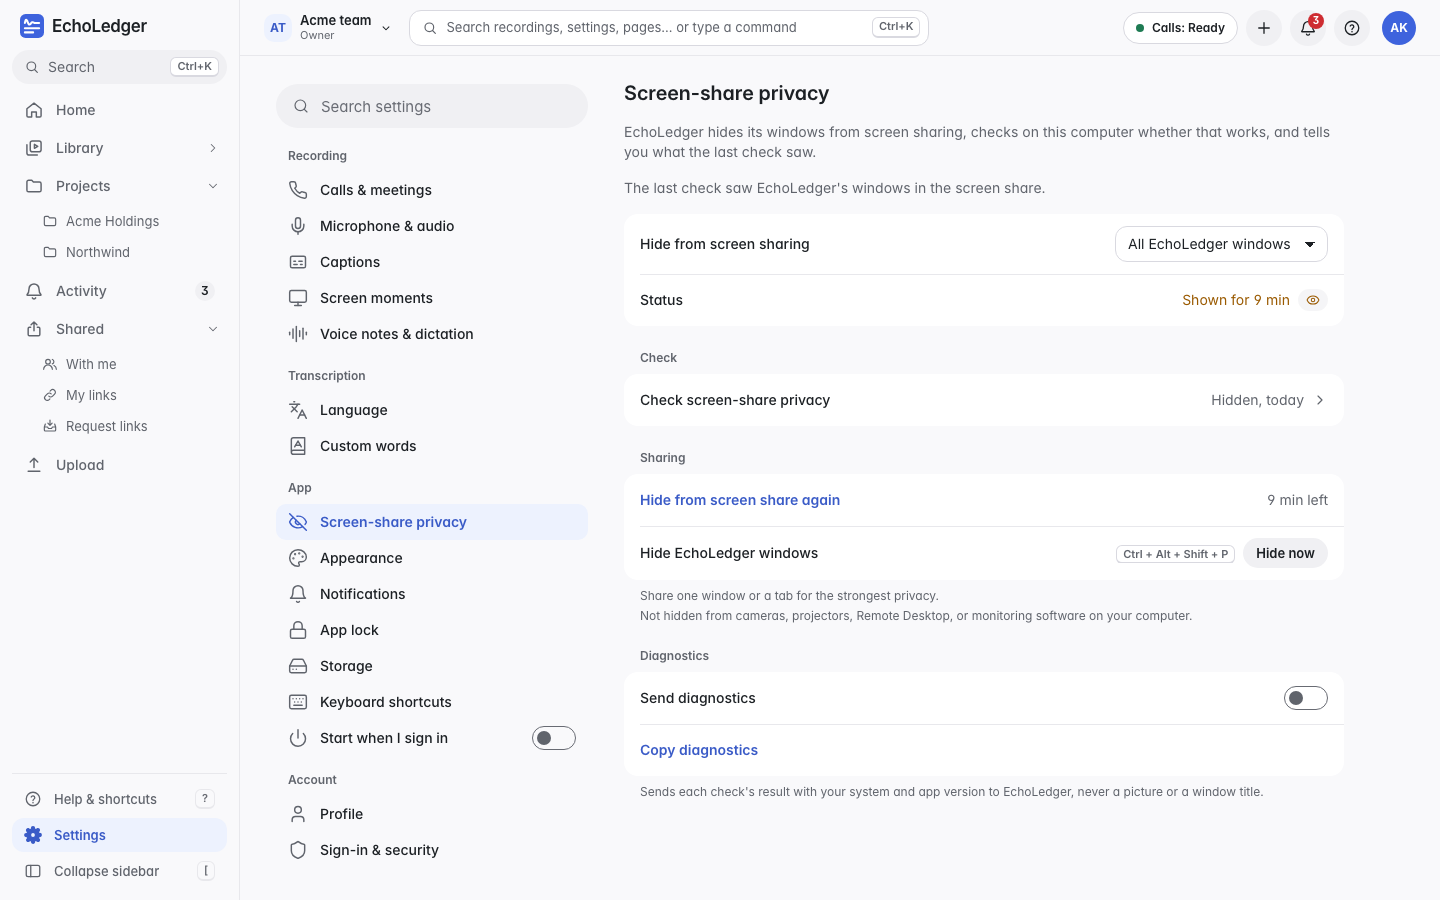 EchoLedger
Search
Ctrl+K
Home
Library
Projects
Acme Holdings
Northwind
Activity
3
Shared
With me
My links
Request links
Upload
Help & shortcuts
?
Settings
Collapse sidebar
[
AT
Acme team
Owner
Search recordings, settings, pages... or type a command
Ctrl+K
Calls: Ready
3
AK
Search settings
Recording
Calls & meetings
Microphone & audio
Captions
Screen moments
Voice notes & dictation
Transcription
Language
Custom words
App
Screen-share privacy
Appearance
Notifications
App lock
Storage
Keyboard shortcuts
Start when I sign in
Account
Profile
Sign-in & security
Screen-share privacy
EchoLedger hides its windows from screen sharing, checks on this computer whether that works, and tells
you what the last check saw.
The last check saw EchoLedger's windows in the screen share.
Hide from screen sharing
All EchoLedger windows
Status
Shown for 9 min
Check
Check screen-share privacy
Hidden, today
Sharing
Hide from screen share again
9 min left
Hide EchoLedger windows
Ctrl + Alt + Shift + P
Hide now
Share one window or a tab for the strongest privacy.
Not hidden from cameras, projectors, Remote Desktop, or monitoring software on your computer.
Diagnostics
Send diagnostics
Copy diagnostics
Sends each check's result with your system and app version to EchoLedger, never a picture or a window title.